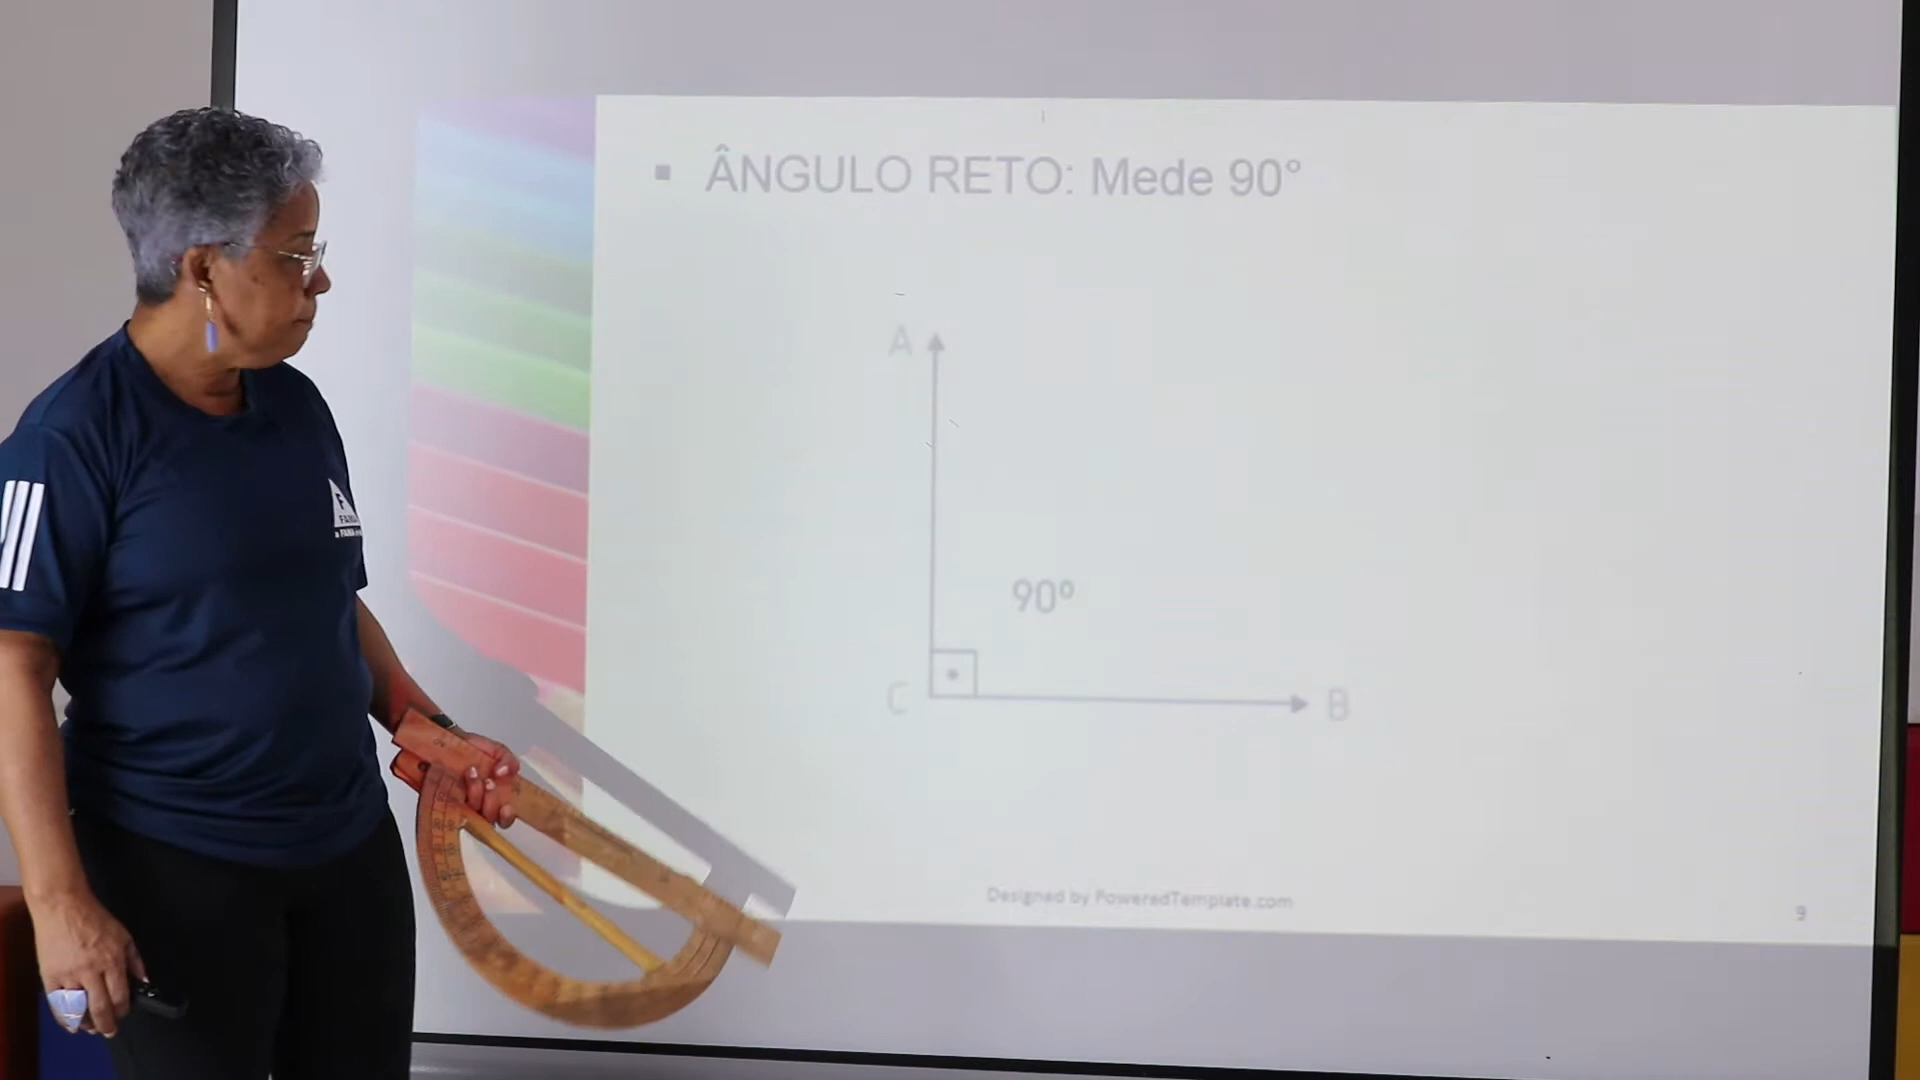 ▪ ÂNGULO RETO: Mede 90°
A
90º
C
B
Designed by PoweredTemplate.com
9
F